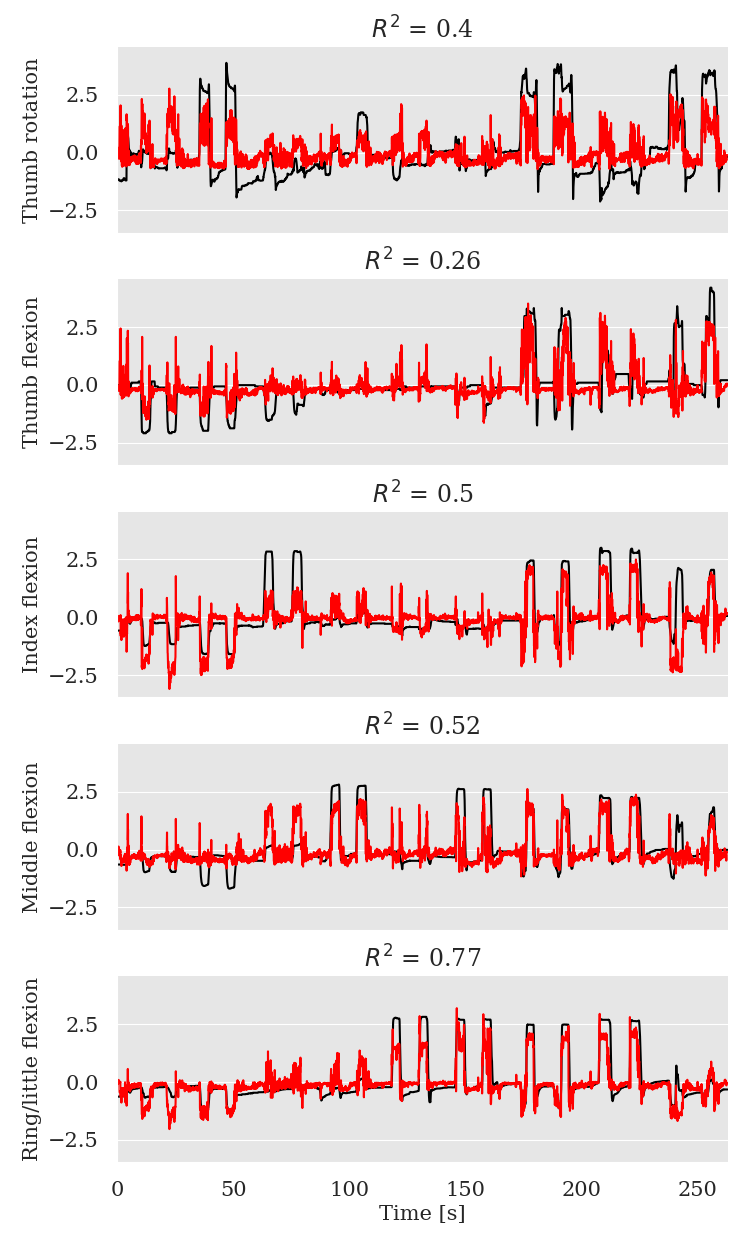 R² = 0.4
Thumb rotation
2.5
0.0
−2.5
R² = 0.26
Thumb flexion
2.5
0.0
−2.5
R² = 0.5
Index flexion
2.5
0.0
−2.5
R² = 0.52
Middle flexion
2.5
0.0
−2.5
R² = 0.77
Ring/little flexion
2.5
0.0
−2.5
0 50 100 150 200 250
Time [s]